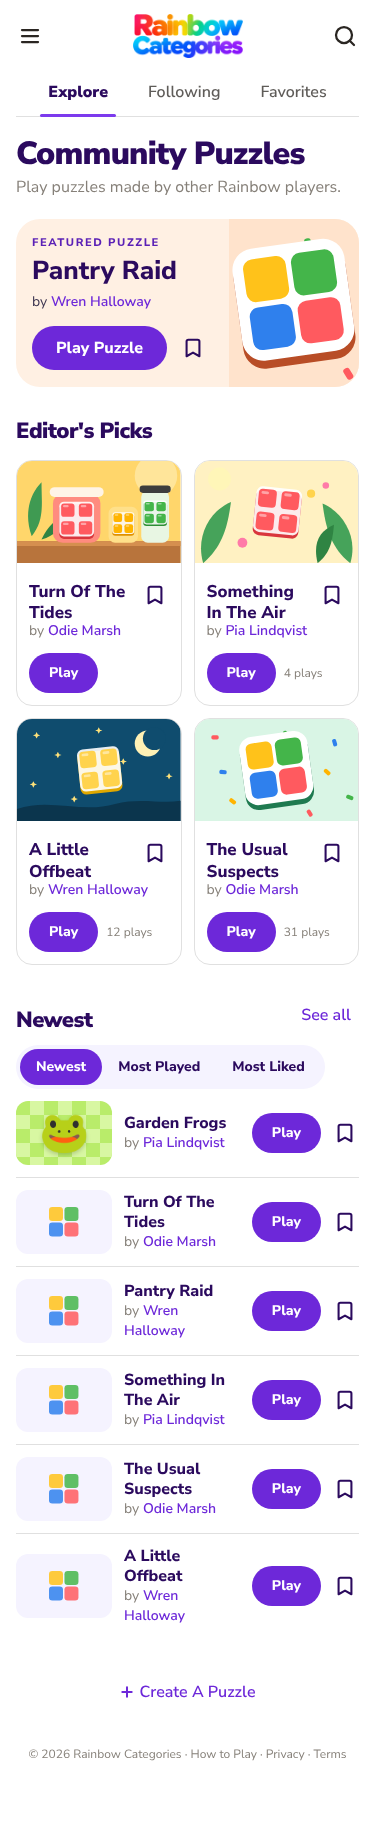 Rainbow
Categories
Explore
Following
Favorites
Community Puzzles
Play puzzles made by other Rainbow players.
FEATURED PUZZLE
Pantry Raid
by Wren Halloway
Play Puzzle
Editor's Picks
Turn Of The
Tides
by Odie Marsh
Play
Something
In The Air
by Pia Lindqvist
Play
4 plays
A Little
Offbeat
by Wren Halloway
Play
12 plays
The Usual
Suspects
by Odie Marsh
Play
31 plays
Newest
See all
Newest
Most Played
Most Liked
Garden Frogs
by Pia Lindqvist
Play
Turn Of The
Tides
by Odie Marsh
Play
Pantry Raid
by Wren
Halloway
Play
Something In
The Air
by Pia Lindqvist
Play
The Usual
Suspects
by Odie Marsh
Play
A Little
Offbeat
by Wren
Halloway
Play
+ Create A Puzzle
© 2026 Rainbow Categories · How to Play · Privacy · Terms